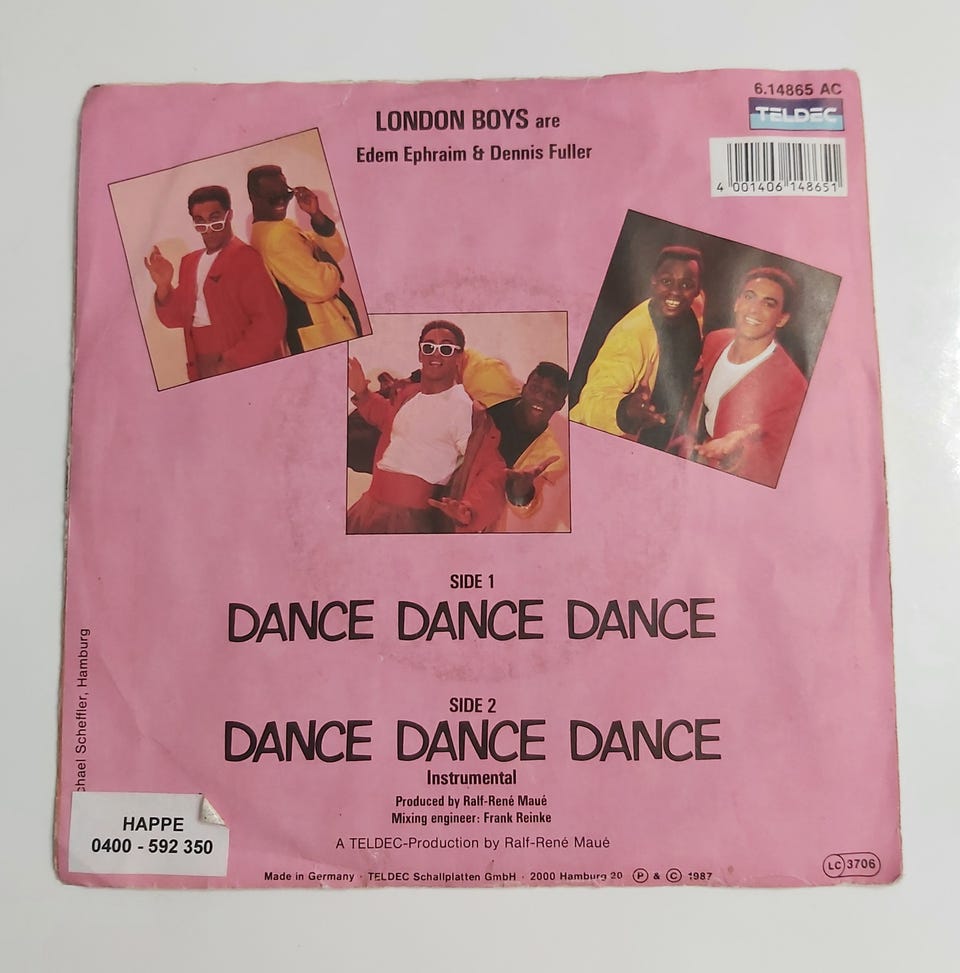 6.14865 AC
TELDEC
LONDON BOYS are
Edem Ephraim & Dennis Fuller
4 001406 148651
SIDE 1
DANCE DANCE DANCE
SIDE 2
DANCE DANCE DANCE
Instrumental
Produced by Ralf-René Maué
Mixing engineer: Frank Reinke
A TELDEC-Production by Ralf-René Maué
Made in Germany · TELDEC Schallplatten GmbH · 2000 Hamburg 20 Ⓟ & Ⓒ 1987
LC 3706
Scheffler, Hamburg
HAPPE
0400 - 592 350